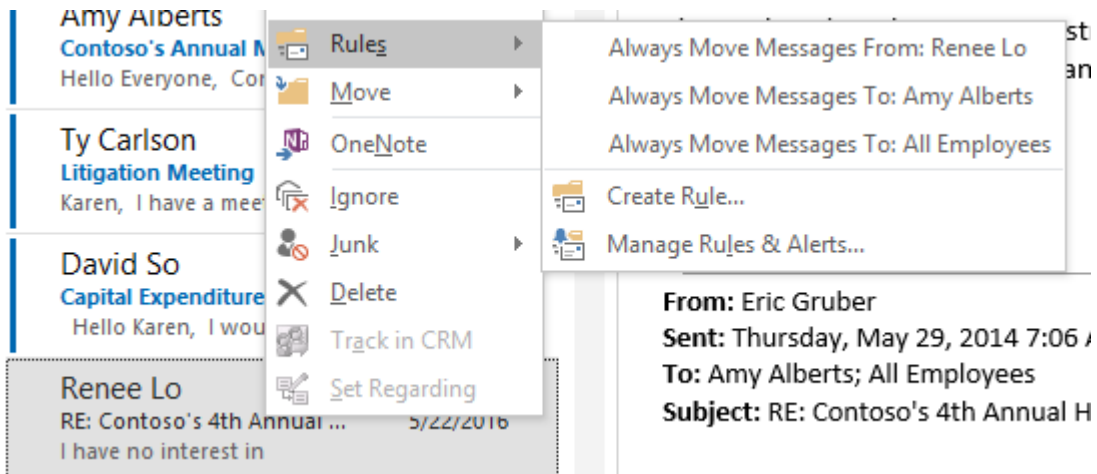 Amy Alberts
Contoso's Annual
Hello Everyone,
Ty Carlson
Litigation Meeting
Karen, I have a
David So
Capital Expenditure
Hello Karen, I
Renee Lo
RE: Contoso's 4th Annual ... 5/22/2016
I have no interest in
Rules
Move
OneNote
Ignore
Junk
Delete
Track in CRM
Set Regarding
Always Move Messages From: Renee Lo
Always Move Messages To: Amy Alberts
Always Move Messages To: All Employees
Create Rule...
Manage Rules & Alerts...
From: Eric Gruber
Sent: Thursday, May 29, 2014 7:06
To: Amy Alberts; All Employees
Subject: RE: Contoso's 4th Annual H